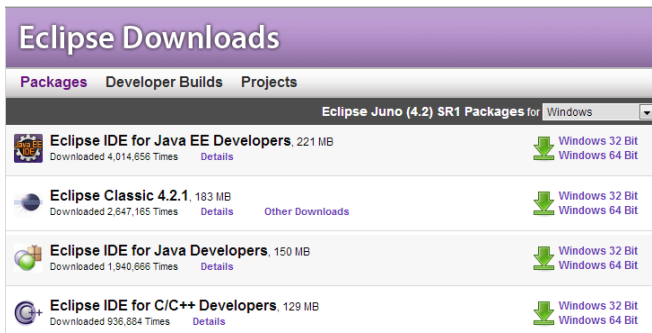 Eclipse Downloads
Packages Developer Builds Projects
Eclipse Juno (4.2) SR1 Packages for Windows
Java EE IDE
Eclipse IDE for Java EE Developers, 221 MB
Downloaded 4,014,656 Times Details
Windows 32 Bit
Windows 64 Bit
Eclipse Classic 4.2.1, 183 MB
Downloaded 2,647,165 Times Details Other Downloads
Windows 32 Bit
Windows 64 Bit
Eclipse IDE for Java Developers, 150 MB
Downloaded 1,940,666 Times Details
Windows 32 Bit
Windows 64 Bit
C++
Eclipse IDE for C/C++ Developers, 129 MB
Downloaded 936,884 Times Details
Windows 32 Bit
Windows 64 Bit